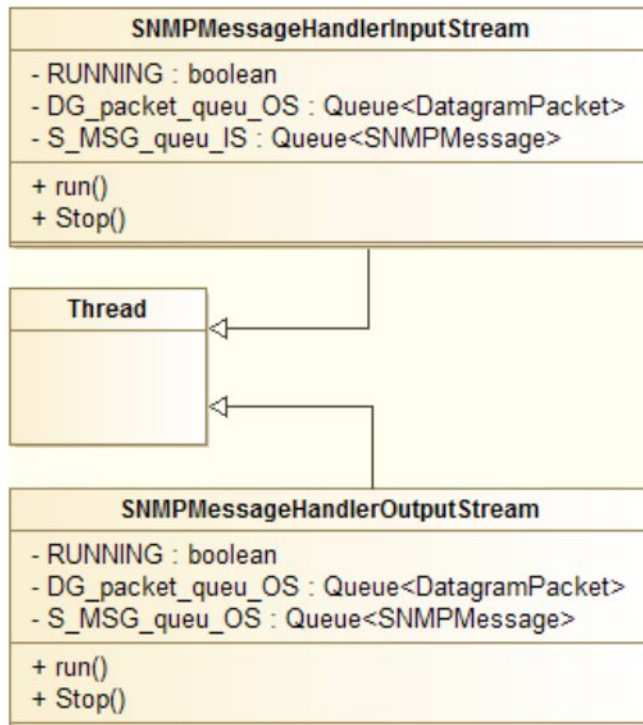 SNMPMessageHandlerInputStream
- RUNNING : boolean
- DG_packet_queu_OS : Queue<DatagramPacket>
- S_MSG_queu_IS : Queue<SNMPMessage>
+ run()
+ Stop()
Thread
SNMPMessageHandlerOutputStream
- RUNNING : boolean
- DG_packet_queu_OS : Queue<DatagramPacket>
- S_MSG_queu_OS : Queue<SNMPMessage>
+ run()
+ Stop()